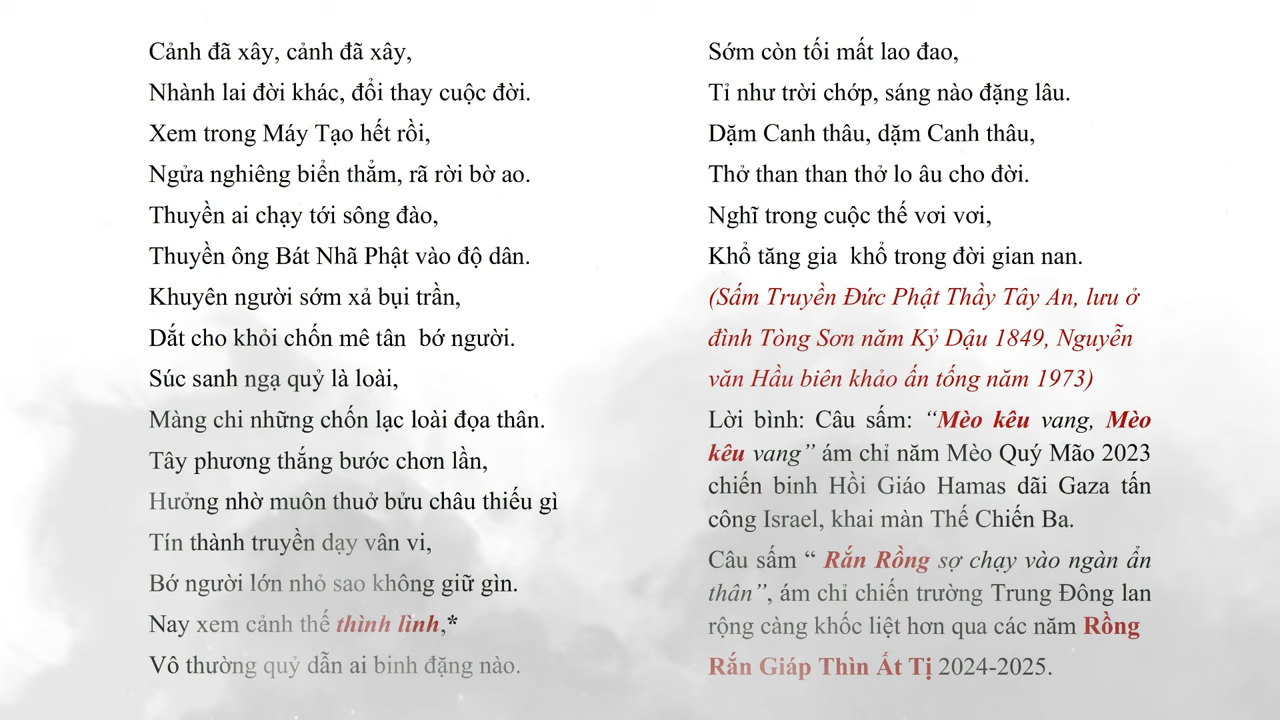 Cảnh đã xây, cảnh đã xây,
Nhành lai đời khác, đổi thay cuộc đời.
Xem trong Máy Tạo hết rồi,
Ngửa nghiêng biển thẳm, rã rời bờ ao.
Thuyền ai chạy tới sông đào,
Thuyền ông Bát Nhã Phật vào độ dân.
Khuyên người sớm xả bụi trần,
Dắt cho khỏi chốn mê tân  bớ người.
Súc sanh ngạ quỷ là loài,
Màng chi những chốn lạc loài đọa thân.
Tây phương thắng bước chơn lần,
Hưởng nhờ muôn thuở bửu châu thiếu gì
Tín thành truyền dạy vân vi,
Bớ người lớn nhỏ sao không giữ gìn.
Nay xem cảnh thế thình lình,*
Vô thường quỷ dẫn ai binh đặng nào.
Sớm còn tối mất lao đao,
Tỉ như trời chớp, sáng nào đặng lâu.
Dặm Canh thâu, dặm Canh thâu,
Thở than than thở lo âu cho đời.
Nghĩ trong cuộc thế vơi vơi,
Khổ tăng gia  khổ trong đời gian nan.
(Sấm Truyền Đức Phật Thầy Tây An, lưu ở
đình Tòng Sơn năm Kỷ Dậu 1849, Nguyễn
văn Hầu biên khảo ấn tống năm 1973)
Lời bình: Câu sấm: “Mèo kêu vang, Mèo
kêu vang” ám chỉ năm Mèo Quý Mão 2023
chiến binh Hồi Giáo Hamas dãi Gaza tấn
công Israel, khai màn Thế Chiến Ba.
Câu sấm “ Rắn Rồng sợ chạy vào ngàn ẩn
thân”, ám chỉ chiến trường Trung Đông lan
rộng càng khốc liệt hơn qua các năm Rồng
Rắn Giáp Thìn Ất Tị 2024-2025.